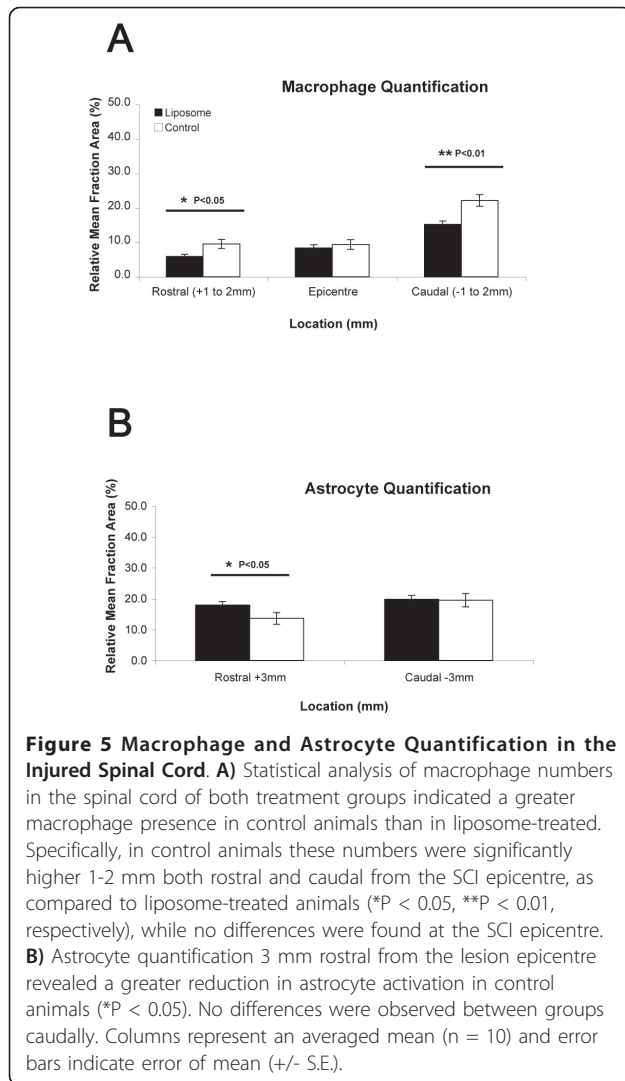 A
Macrophage Quantification
Relative Mean Fraction Area (%)
50.0
40.0
30.0
20.0
10.0
0.0
Liposome
Control
* P<0.05
** P<0.01
Rostral (+1 to 2mm)
Epicentre
Caudal (-1 to 2mm)
Location (mm)
B
Astrocyte Quantification
Relative Mean Fraction Area (%)
50.0
40.0
30.0
20.0
10.0
0.0
* P<0.05
Rostral +3mm
Caudal -3mm
Location (mm)
Figure 5 Macrophage and Astrocyte Quantification in the
Injured Spinal Cord. A) Statistical analysis of macrophage numbers
in the spinal cord of both treatment groups indicated a greater
macrophage presence in control animals than in liposome-treated.
Specifically, in control animals these numbers were significantly
higher 1-2 mm both rostral and caudal from the SCI epicentre, as
compared to liposome-treated animals (*P < 0.05, **P < 0.01,
respectively), while no differences were found at the SCI epicentre.
B) Astrocyte quantification 3 mm rostral from the lesion epicentre
revealed a greater reduction in astrocyte activation in control
animals (*P < 0.05). No differences were observed between groups
caudally. Columns represent an averaged mean (n = 10) and error
bars indicate error of mean (+/- S.E.).